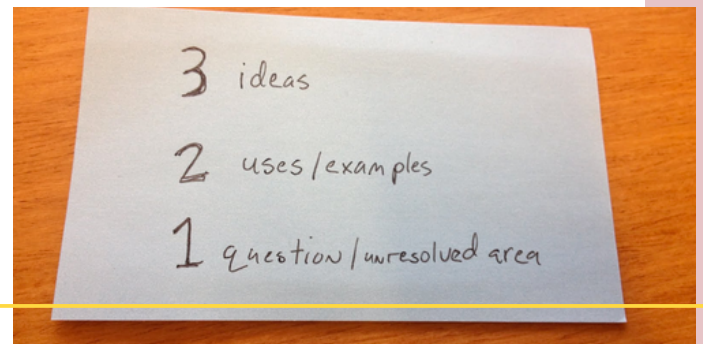 3 ideas
2 uses/examples
1 question/unresolved area